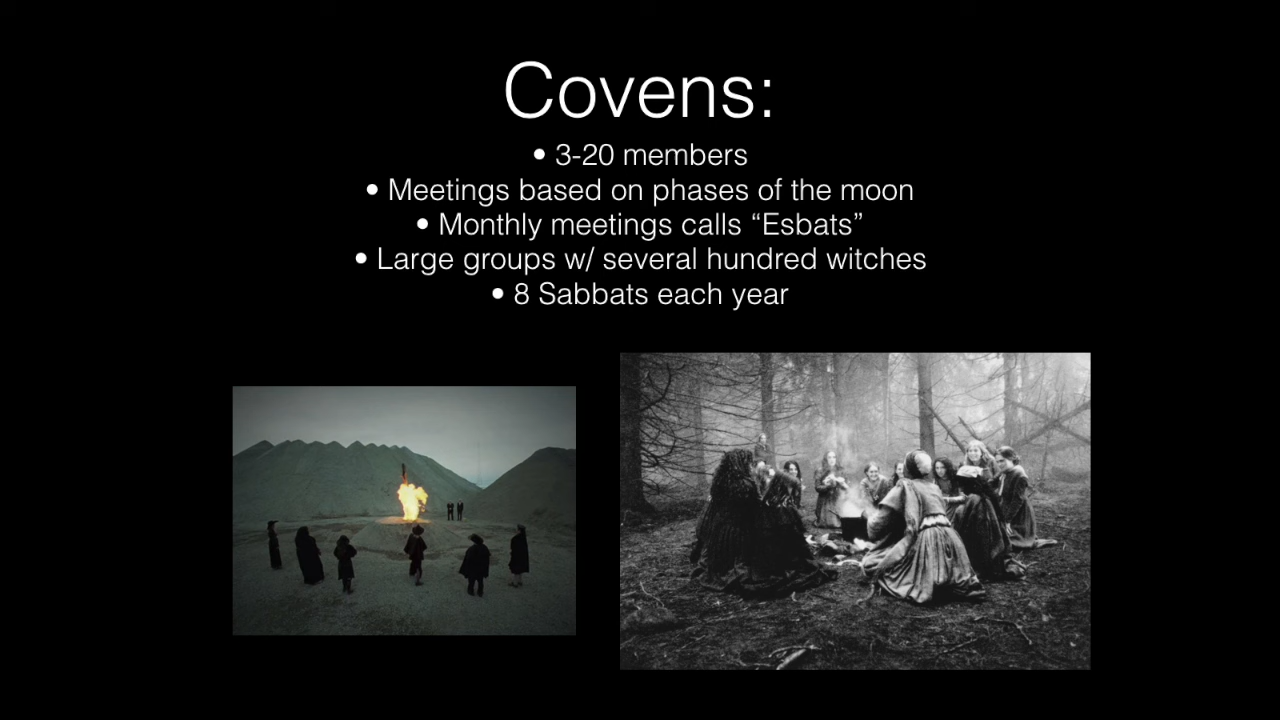 Covens:
• 3-20 members
• Meetings based on phases of the moon
• Monthly meetings calls “Esbats”
• Large groups w/ several hundred witches
• 8 Sabbats each year